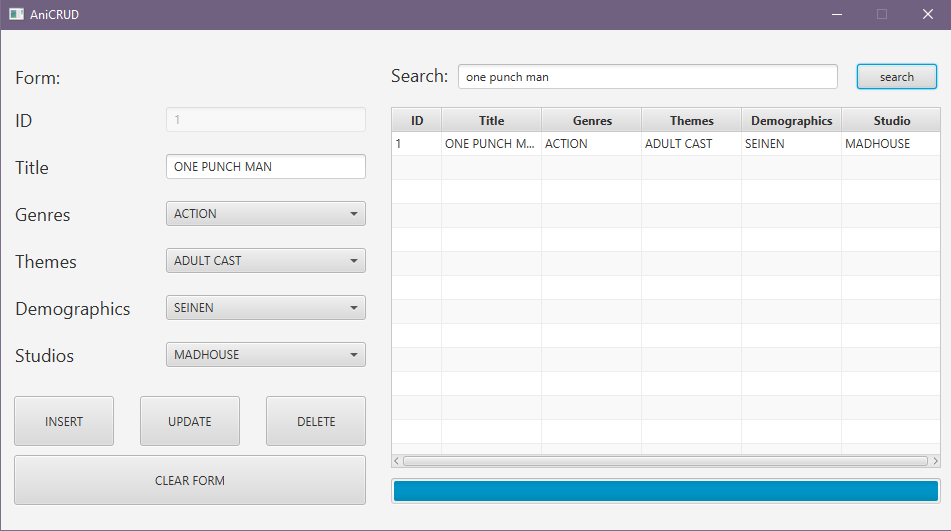 AniCRUD
Form:
ID
1
Title
ONE PUNCH MAN
Genres
ACTION
Themes
ADULT CAST
Demographics
SEINEN
Studios
MADHOUSE
INSERT
UPDATE
DELETE
CLEAR FORM
Search:
one punch man
search
ID Title Genres Themes Demographics Studio
1 ONE PUNCH M... ACTION ADULT CAST SEINEN MADHOUSE